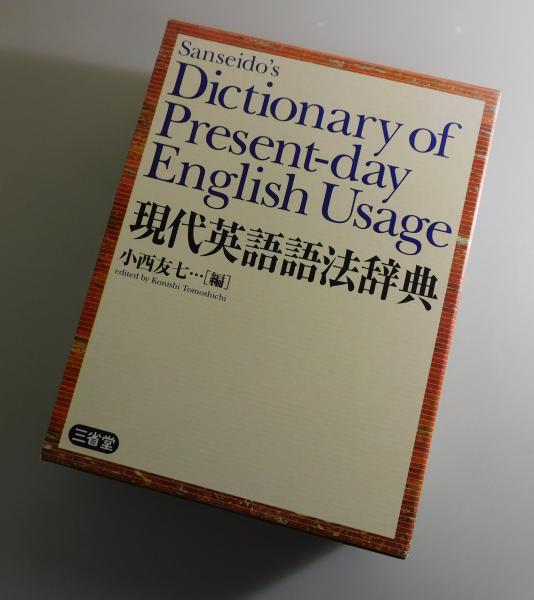 Sanseido's
Dictionary of
Present-day
English Usage
現代英語語法辞典
小西友七…[編]
edited by Konishi Tomoshichi
三省堂